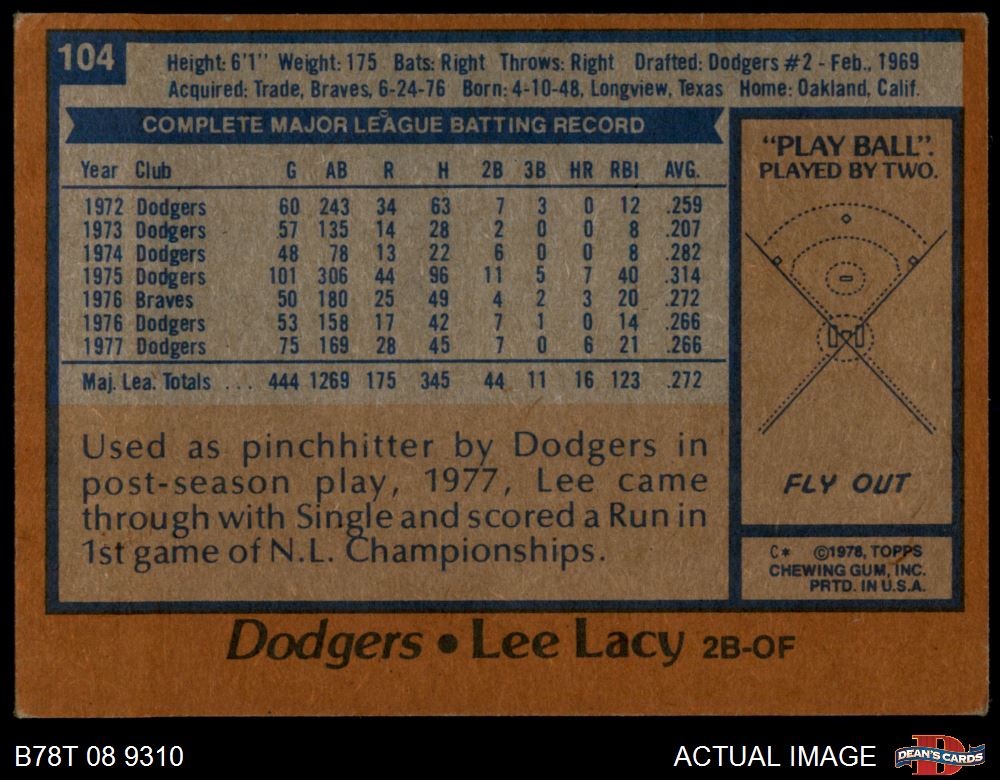 104
Height: 6'1" Weight: 175 Bats: Right Throws: Right Drafted: Dodgers #2 - Feb., 1969
Acquired: Trade, Braves, 6-24-76 Born: 4-10-48, Longview, Texas Home: Oakland, Calif.
COMPLETE MAJOR LEAGUE BATTING RECORD
Year Club G AB R H 2B 3B HR RBI AVG.
1972 Dodgers 60 243 34 63 7 3 0 12 .259
1973 Dodgers 57 135 14 28 2 0 0 8 .207
1974 Dodgers 48 78 13 22 6 0 0 8 .282
1975 Dodgers 101 306 44 96 11 5 7 40 .314
1976 Braves 50 180 25 49 4 2 3 20 .272
1976 Dodgers 53 158 17 42 7 1 0 14 .266
1977 Dodgers 75 169 28 45 7 0 6 21 .266
Maj. Lea. Totals ... 444 1269 175 345 44 11 16 123 .272
Used as pinchhitter by Dodgers in
post-season play, 1977, Lee came
through with Single and scored a Run in
1st game of N.L. Championships.
"PLAY BALL".
PLAYED BY TWO.
FLY OUT
C* ©1978, TOPPS
CHEWING GUM, INC.
PRTD. IN U.S.A.
Dodgers • Lee Lacy 2B-OF
B78T 08 9310
ACTUAL IMAGE
D
DEAN'S CARDS